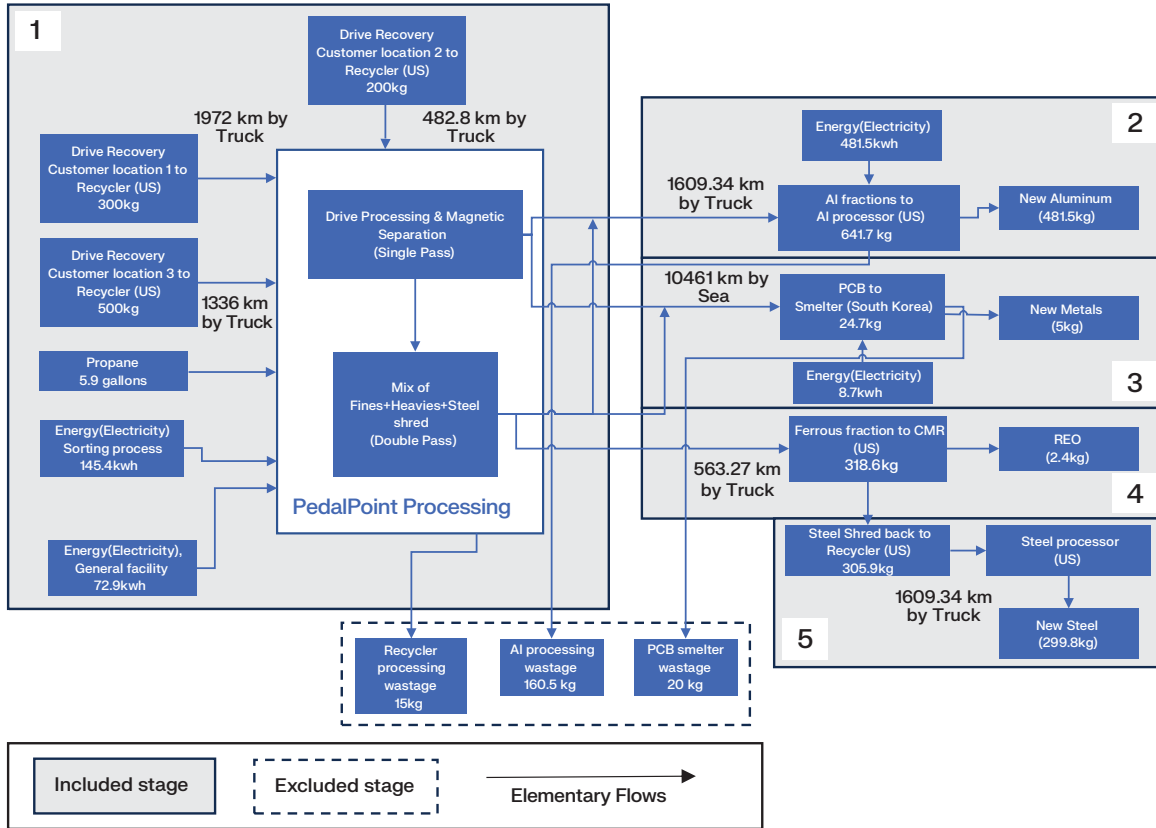 1
Drive Recovery
Customer location 2 to
Recycler (US)
200kg
1972 km by
Truck
482.8 km by
Truck
Drive Recovery
Customer location 1 to
Recycler (US)
300kg
Drive Recovery
Customer location 3 to
Recycler (US)
500kg
1336 km
by Truck
Propane
5.9 gallons
Energy(Electricity)
Sorting process
145.4kwh
Energy(Electricity),
General facility
72.9kwh
Drive Processing & Magnetic
Separation
(Single Pass)
Mix of
Fines+Heavies+Steel
shred
(Double Pass)
PedalPoint Processing
2
Energy(Electricity)
481.5kwh
1609.34 km
by Truck
Al fractions to
Al processor (US)
641.7 kg
New Aluminum
(481.5kg)
3
10461 km by
Sea
PCB to
Smelter (South Korea)
24.7kg
New Metals
(5kg)
Energy(Electricity)
8.7kwh
4
563.27 km
by Truck
Ferrous fraction to CMR
(US)
318.6kg
REO
(2.4kg)
5
Steel Shred back to
Recycler (US)
305.9kg
Steel processor
(US)
1609.34 km
by Truck
New Steel
(299.8kg)
Recycler
processing
wastage
15kg
Al processing
wastage
160.5 kg
PCB smelter
wastage
20 kg
Included stage
Excluded stage
Elementary Flows